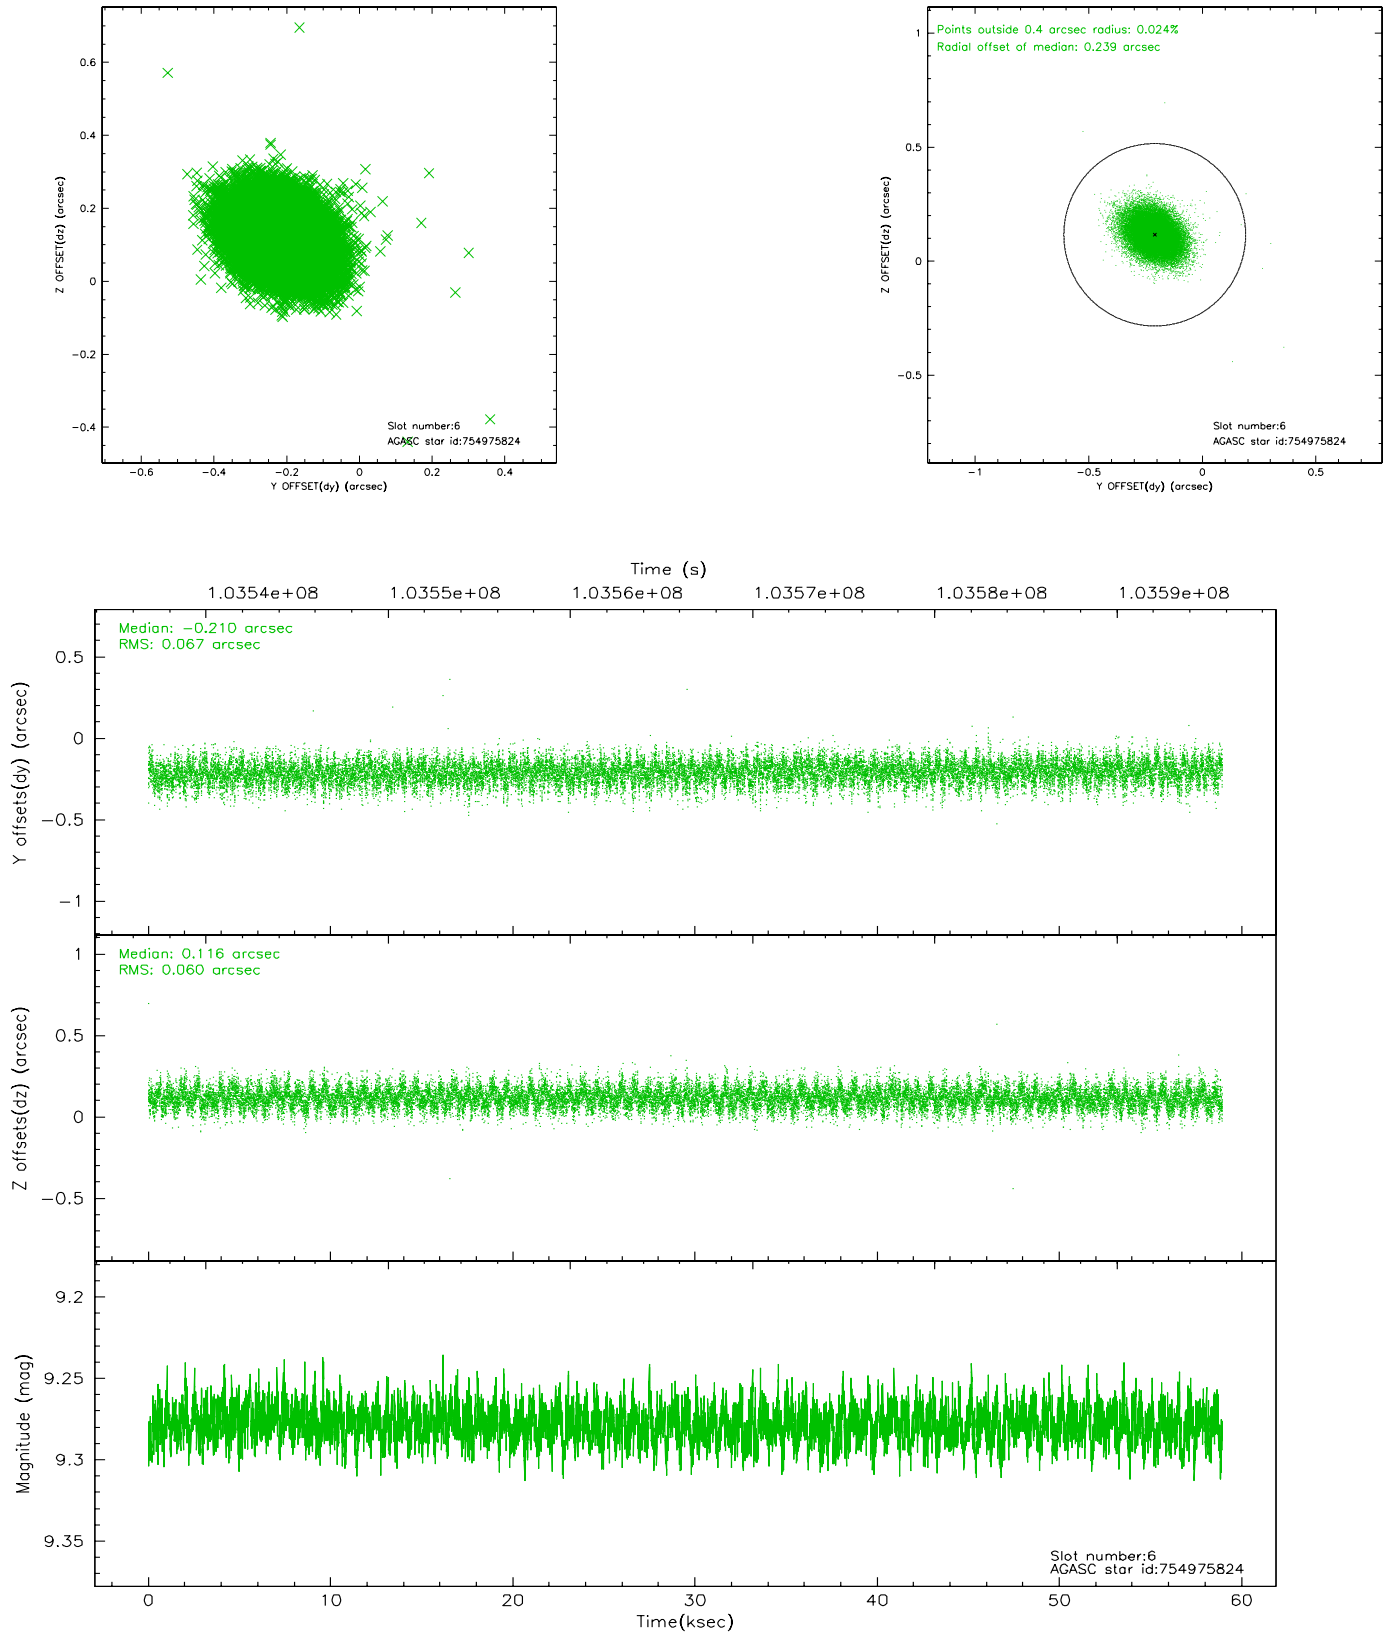 0.6
0.4
0.2
0
-0.2
-0.4
Z OFFSET(dz) (arcsec)
Slot number:6
AGASC star id:754975824
-0.6 -0.4 -0.2 0 0.2 0.4
Y OFFSET(dy) (arcsec)
Points outside 0.4 arcsec radius: 0.024%
Radial offset of median: 0.239 arcsec
1
0.5
0
-0.5
Z OFFSET(dz) (arcsec)
Slot number:6
AGASC star id:754975824
-1 -0.5 0 0.5
Y OFFSET(dy) (arcsec)
Time (s)
1.0354e+08 1.0355e+08 1.0356e+08 1.0357e+08 1.0358e+08 1.0359e+08
Median: -0.210 arcsec
RMS: 0.067 arcsec
0.5
0
-0.5
-1
Y offsets(dy) (arcsec)
Median: 0.116 arcsec
RMS: 0.060 arcsec
1
0.5
0
-0.5
Z offsets(dz) (arcsec)
9.2
9.25
9.3
9.35
Magnitude (mag)
Slot number:6
AGASC star id:754975824
0 10 20 30 40 50 60
Time(ksec)